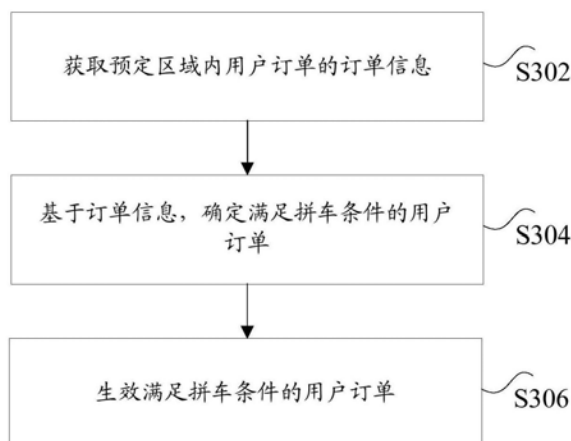 获取预定区域内用户订单的订单信息
S302
基于订单信息，确定满足拼车条件的用户
订单
S304
生效满足拼车条件的用户订单
S306